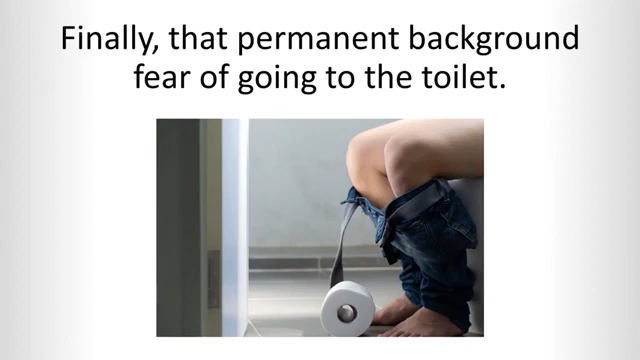 Finally, that permanent background
fear of going to the toilet.